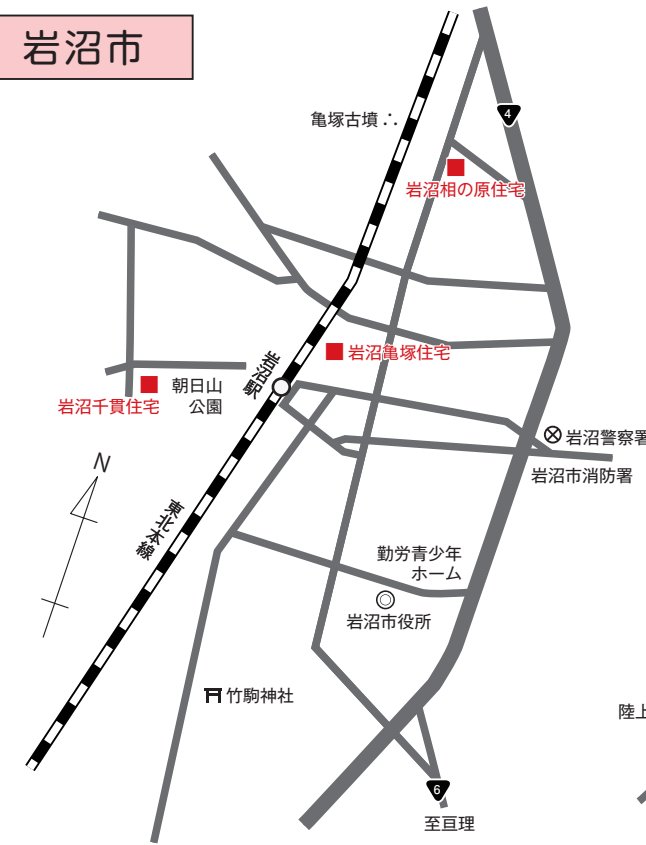 岩沼市
4
亀塚古墳
岩沼相の原住宅
岩沼亀塚住宅
岩沼駅
朝日山
公園
岩沼千貫住宅
岩沼警察署
岩沼市消防署
N
東北本線
勤労青少年
ホーム
岩沼市役所
竹駒神社
陸上
6
至亘理